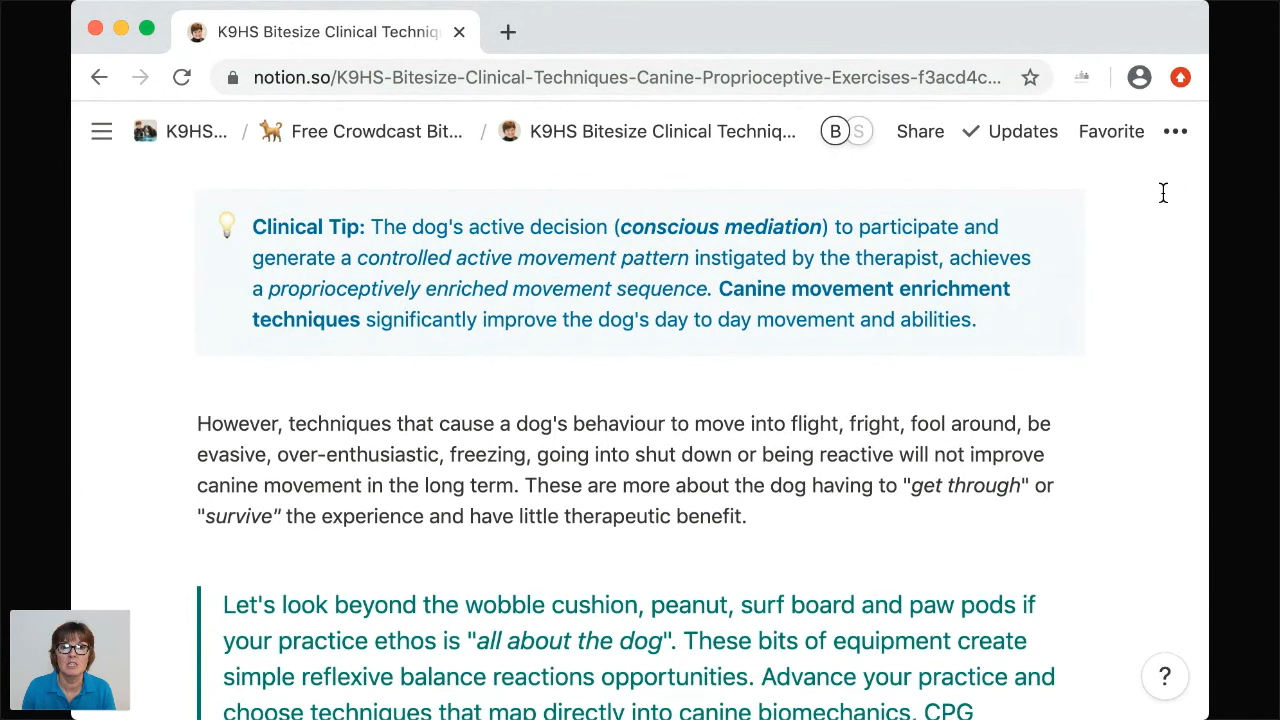 K9HS Bitesize Clinical Techniq
notion.so/K9HS-Bitesize-Clinical-Techniques-Canine-Proprioceptive-Exercises-f3acd4c...
K9HS... / Free Crowdcast Bit... / K9HS Bitesize Clinical Techniq... B S Share Updates Favorite •••
Clinical Tip: The dog's active decision (conscious mediation) to participate and
generate a controlled active movement pattern instigated by the therapist, achieves
a proprioceptively enriched movement sequence. Canine movement enrichment
techniques significantly improve the dog's day to day movement and abilities.
However, techniques that cause a dog's behaviour to move into flight, fright, fool around, be
evasive, over-enthusiastic, freezing, going into shut down or being reactive will not improve
canine movement in the long term. These are more about the dog having to "get through" or
"survive" the experience and have little therapeutic benefit.
Let's look beyond the wobble cushion, peanut, surf board and paw pods if
your practice ethos is "all about the dog". These bits of equipment create
simple reflexive balance reactions opportunities. Advance your practice and
choose techniques that map directly into canine biomechanics, CPG
?